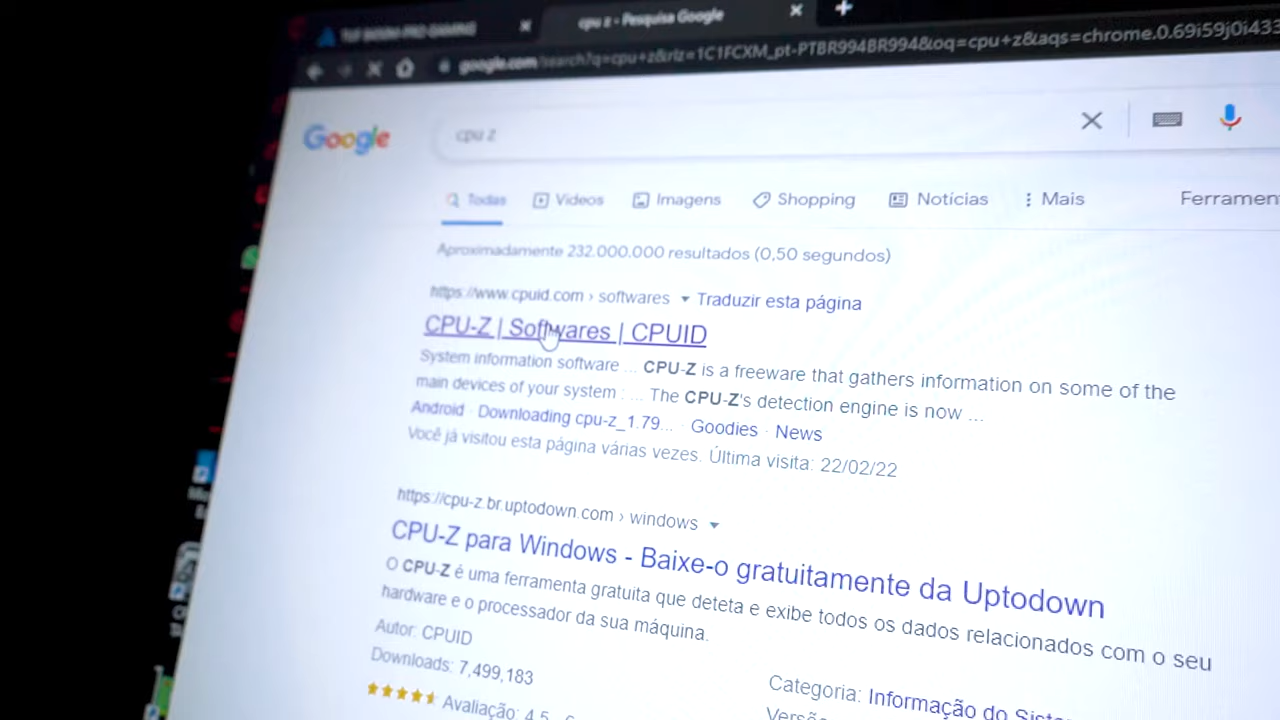 cpu z - Pesquisa Google
google.com/search?q=cpu+z&rlz=1C1FCXM_pt-PTBR994BR994&oq=cpu+z&aqs=chrome.0.69i59j0i433
Google
cpu z
Todas Vídeos Imagens Shopping Notícias Mais Ferramen
Aproximadamente 232.000.000 resultados (0,50 segundos)
https://www.cpuid.com › softwares Traduzir esta página
CPU-Z | Softwares | CPUID
System information software ... CPU-Z is a freeware that gathers information on some of the
main devices of your system : ... The CPU-Z's detection engine is now ...
Android · Downloading cpu-z_1.79... · Goodies · News
Você já visitou esta página várias vezes. Última visita: 22/02/22
https://cpu-z.br.uptodown.com › windows
CPU-Z para Windows - Baixe-o gratuitamente da Uptodown
O CPU-Z é uma ferramenta gratuita que deteta e exibe todos os dados relacionados com o seu
hardware e o processador da sua máquina.
Autor: CPUID
Downloads: 7,499,183
Categoria: Informação do Siste
Avaliação: 4,5
Versão